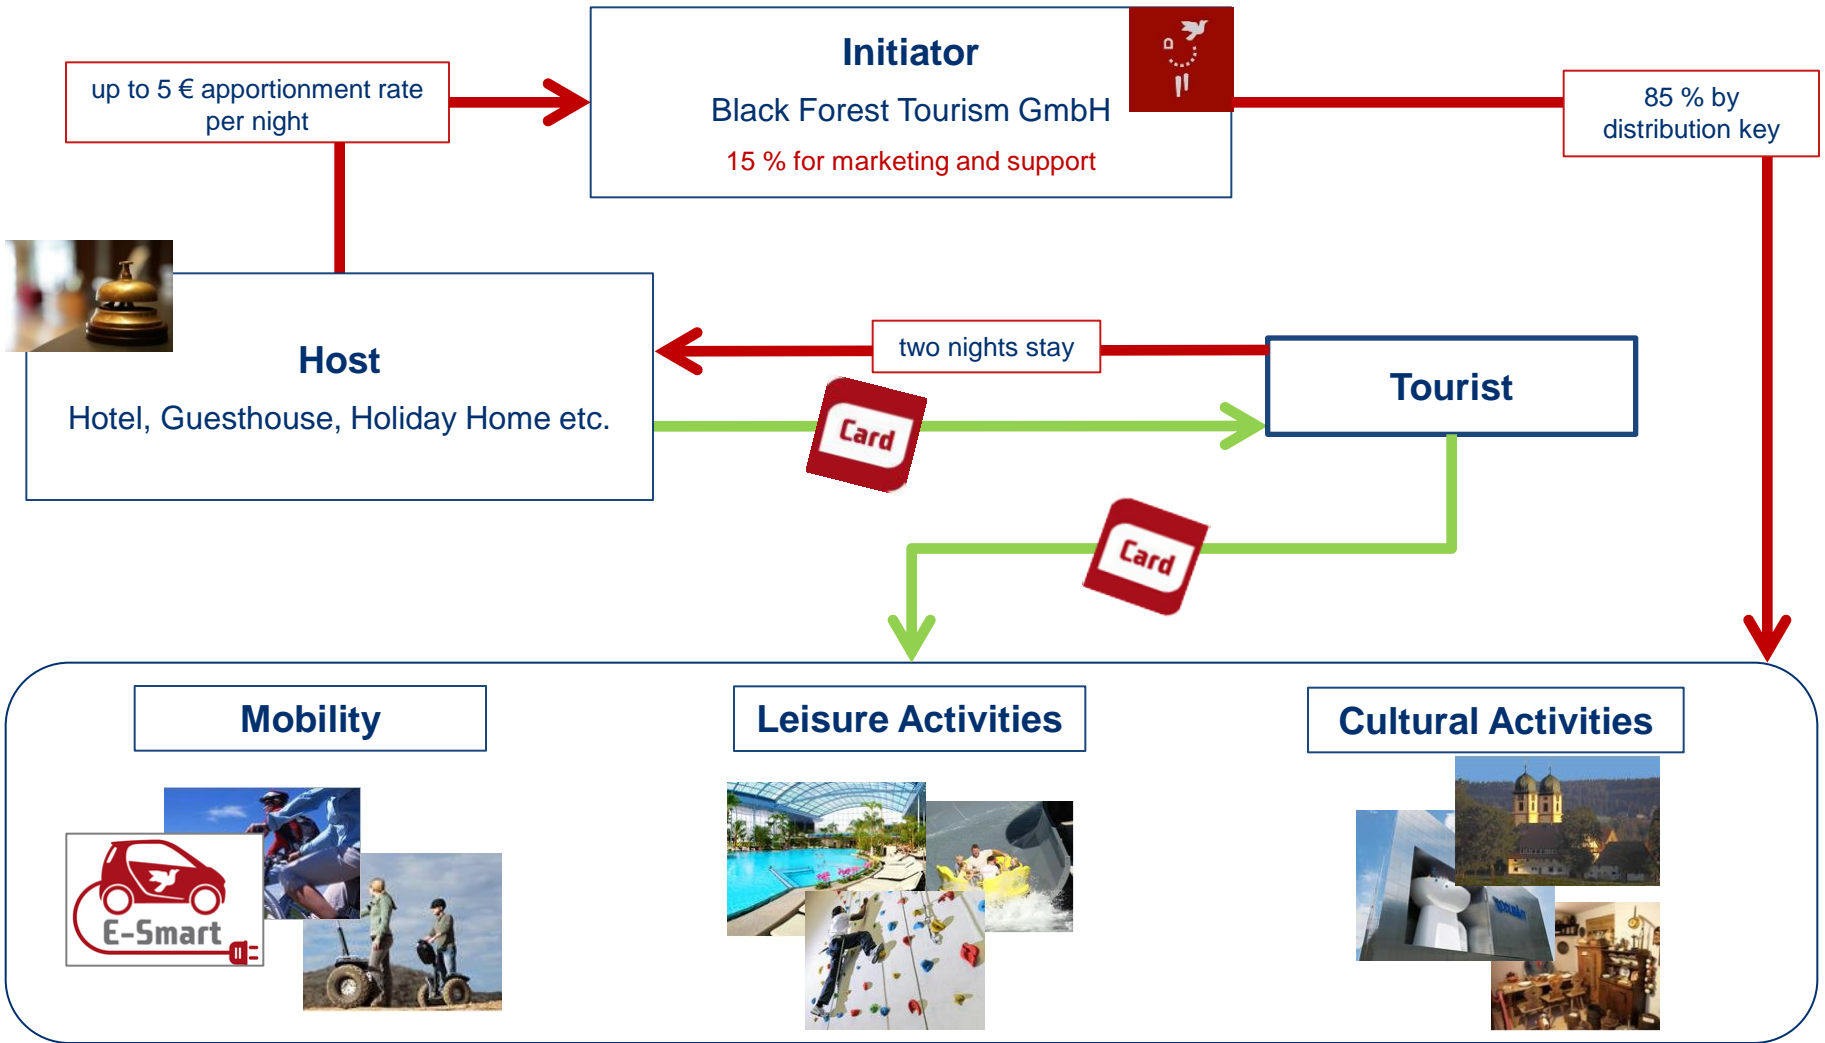 Initiator
Black Forest Tourism GmbH
15 % for marketing and support
up to 5 € apportionment rate
per night
85 % by
distribution key
Host
Hotel, Guesthouse, Holiday Home etc.
two nights stay
Tourist
Card
Card
Mobility
Leisure Activities
Cultural Activities
E-Smart